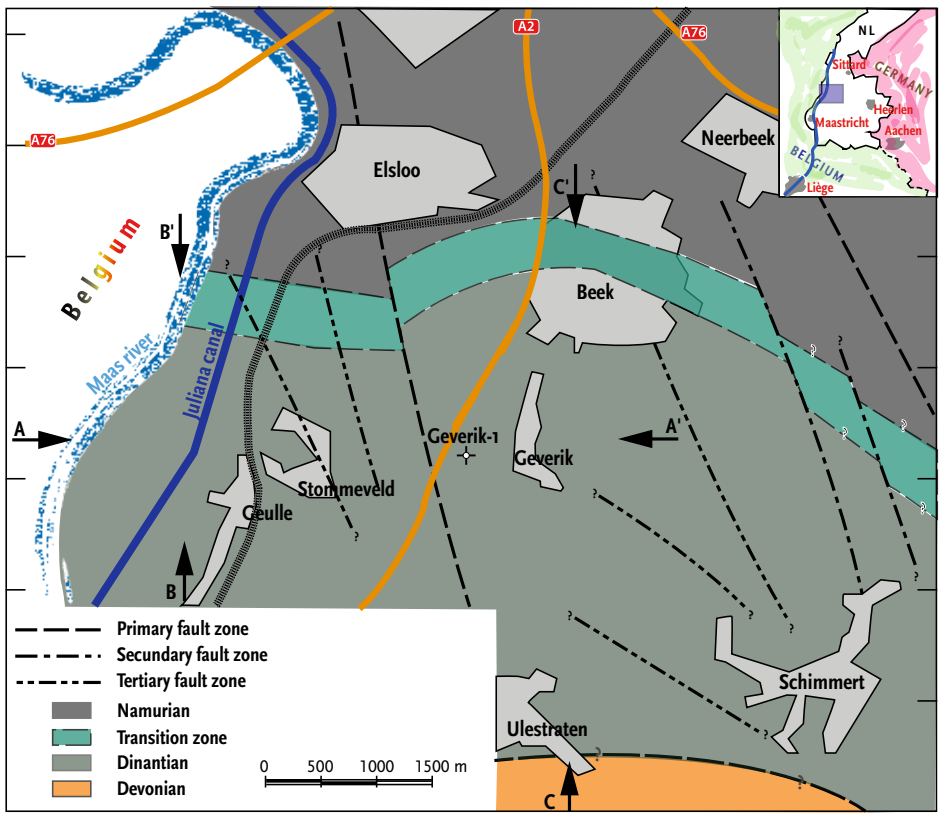 A2
A76
A76
NL
Sittard
GERMANY
Heerlen
Maastricht
Aachen
BELGIUM
Liège
Neerbeek
Elsloo
C'
?
B'
Belgium
?
?
Beek
Maas river
Juliana canal
?
?
?
?
A
A'
Geverik-1
Geverik
Stommeveld
Geulle
?
?
?
?
B
?
?
?
Primary fault zone
Secundary fault zone
Tertiary fault zone
Namurian
Transition zone
Dinantian
Devonian
0 500 1000 1500 m
Schimmert
Ulestraten
?
?
?
C